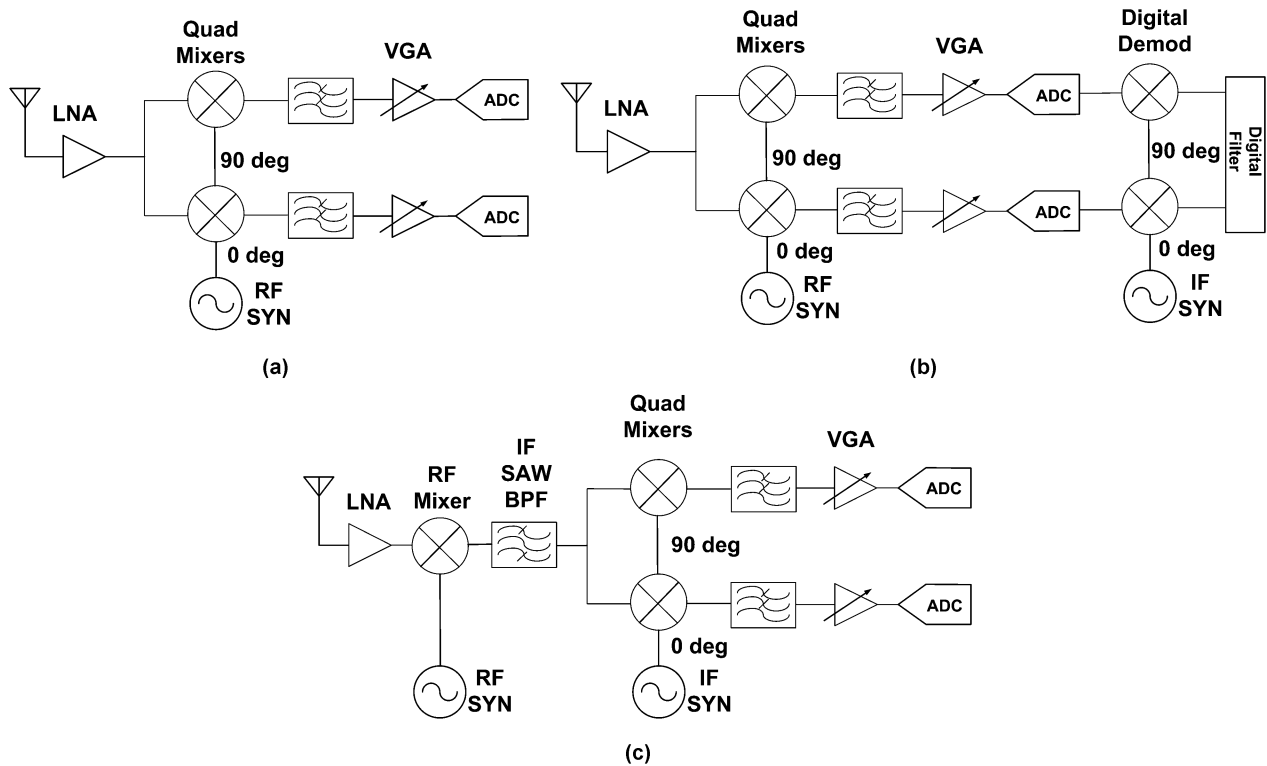 Quad
Mixers
VGA
LNA
ADC
90 deg
ADC
0 deg
RF
SYN
(a)
Quad
Mixers
VGA
Digital
Demod
LNA
ADC
90 deg
90 deg
Digital
Filter
ADC
0 deg
0 deg
RF
SYN
IF
SYN
(b)
Quad
Mixers
VGA
IF
SAW
BPF
RF
Mixer
LNA
ADC
90 deg
ADC
0 deg
RF
SYN
IF
SYN
(c)